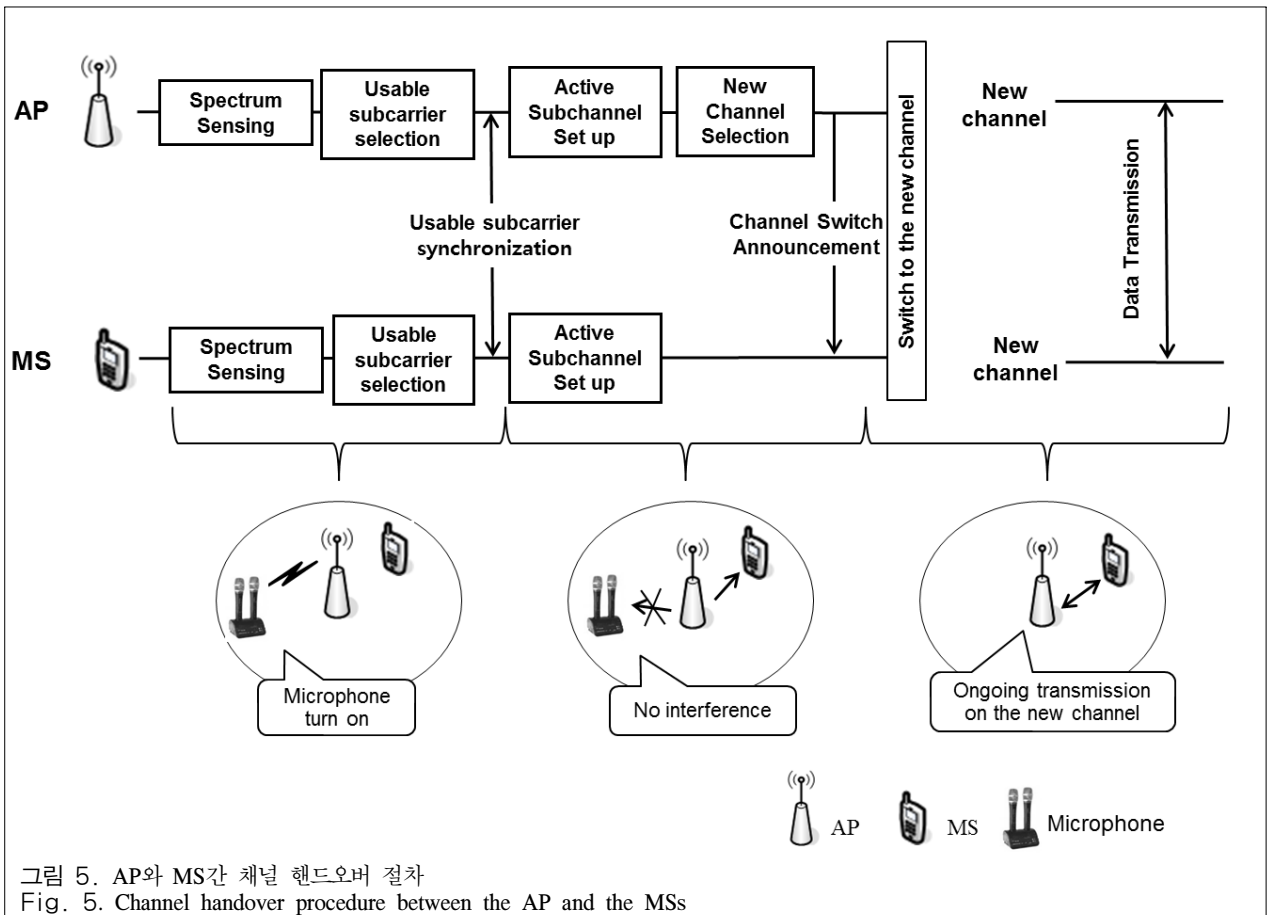 AP
Spectrum
Sensing
Usable
subcarrier
selection
Active
Subchannel
Set up
New
Channel
Selection
Switch to the new channel
New
channel
Data Transmission
Usable subcarrier
synchronization
Channel Switch
Announcement
MS
Spectrum
Sensing
Usable
subcarrier
selection
Active
Subchannel
Set up
New
channel
Microphone
turn on
No interference
Ongoing transmission
on the new channel
AP
MS
Microphone
그림 5. AP와 MS간 채널 핸드오버 절차
Fig. 5. Channel handover procedure between the AP and the MSs